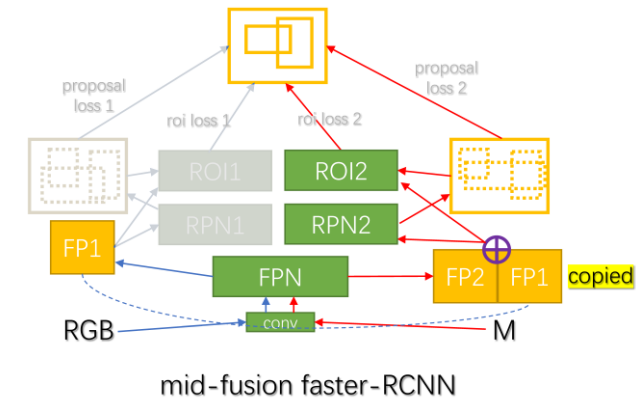 proposal
loss 1
proposal
loss 2
roi loss 1
roi loss 2
ROI1
ROI2
RPN1
RPN2
FP1
FPN
FP2
FP1
copied
RGB
conv
M
mid-fusion faster-RCNN